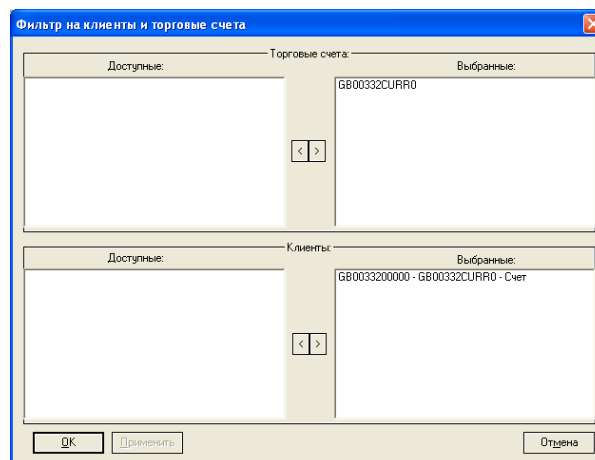 Фильтр на клиенты и торговые счета
Торговые счета:
Доступные:
Выбранные:
GB00332CURR0
< >
Клиенты:
Доступные:
Выбранные:
GB0033200000 - GB00332CURR0 - Счет
< >
OK
Применить
Отмена